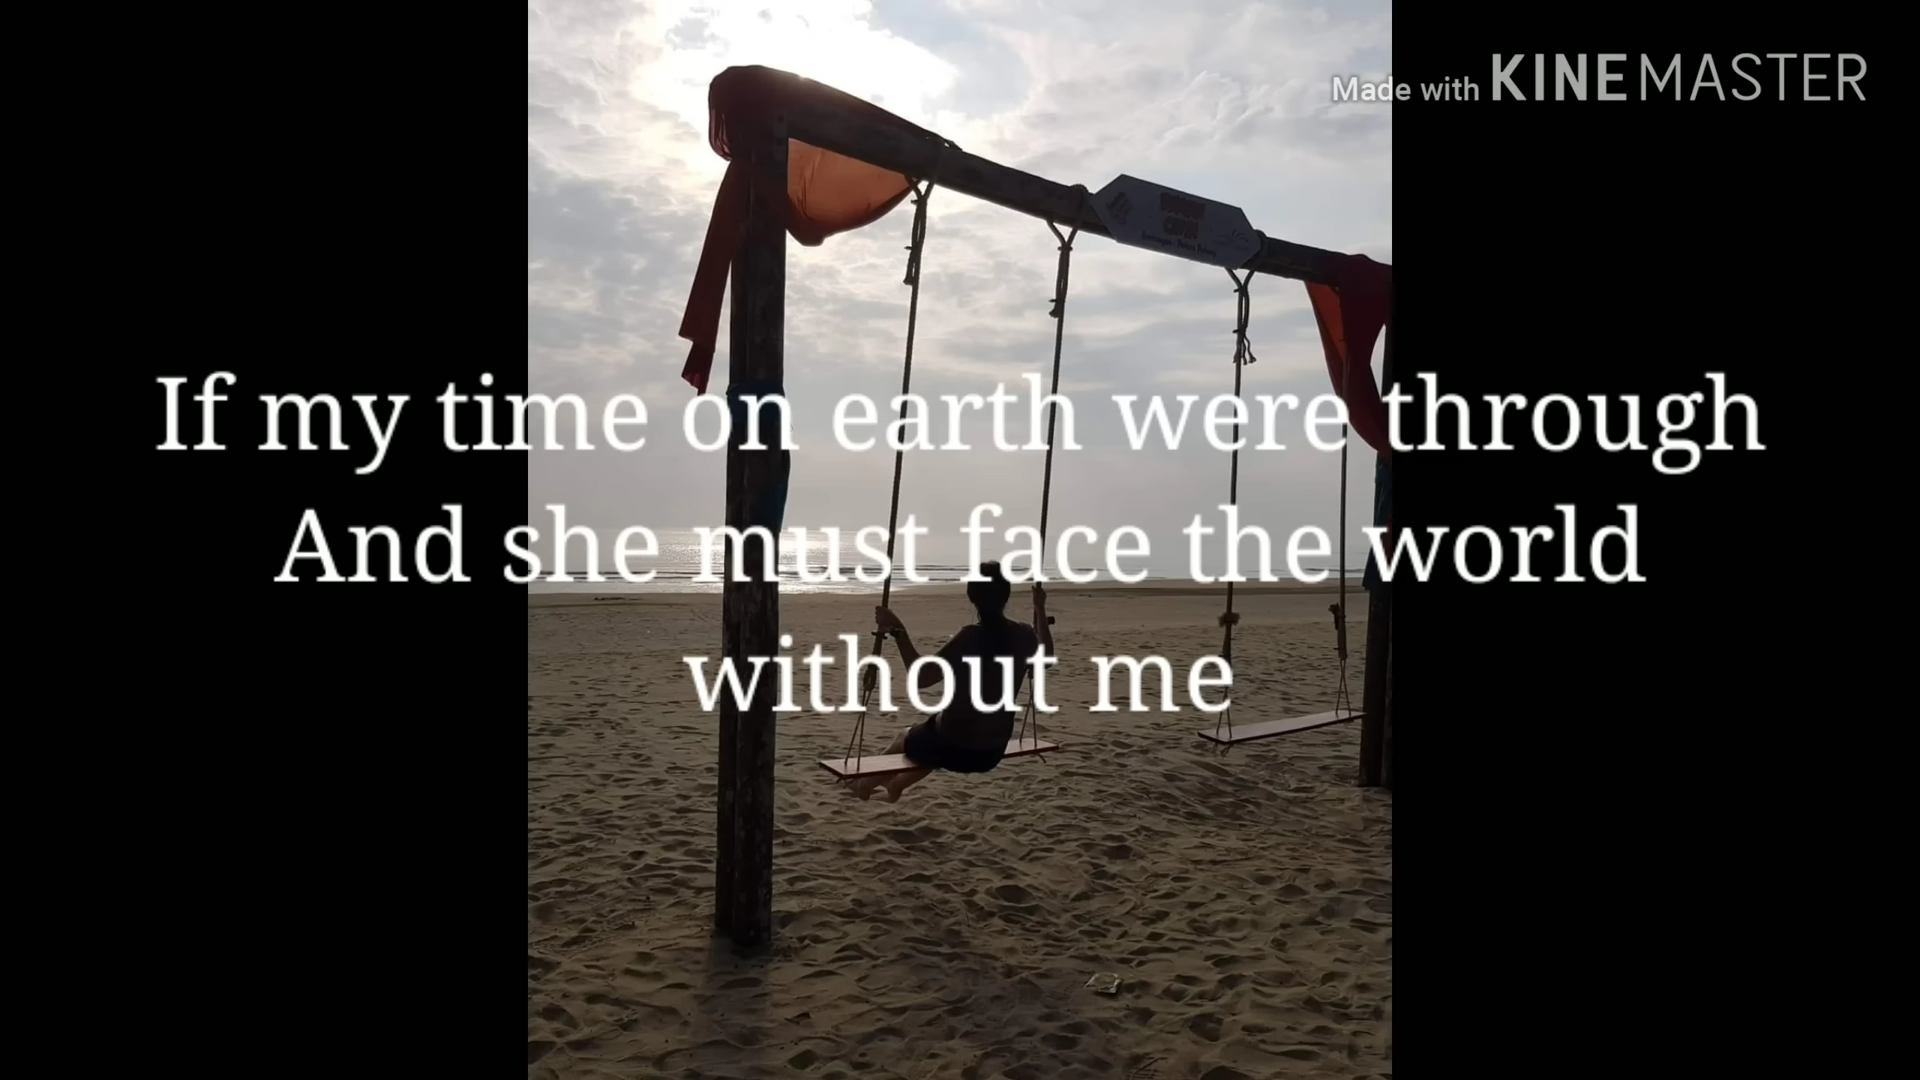 Made with KINEMASTER
If my time on earth were through
And she must face the world
without me